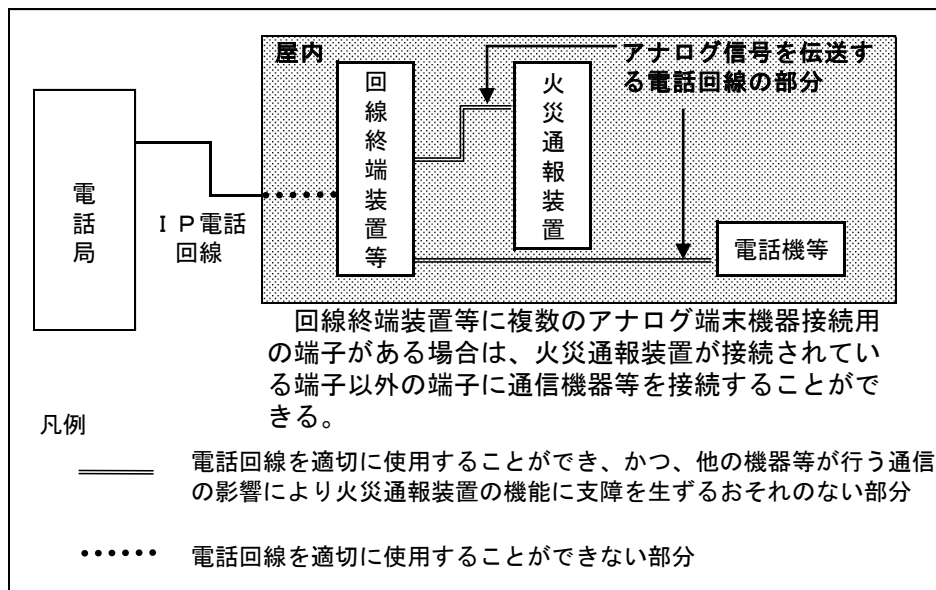 屋内
アナログ信号を伝送す
る電話回線の部分
電話局
ＩＰ電話
回線
回線終端装置等
火災通報装置
電話機等
回線終端装置等に複数のアナログ端末機器接続用
の端子がある場合は、火災通報装置が接続されてい
る端子以外の端子に通信機器等を接続することがで
きる。
凡例
電話回線を適切に使用することができ、かつ、他の機器等が行う通信
の影響により火災通報装置の機能に支障を生ずるおそれのない部分
電話回線を適切に使用することができない部分